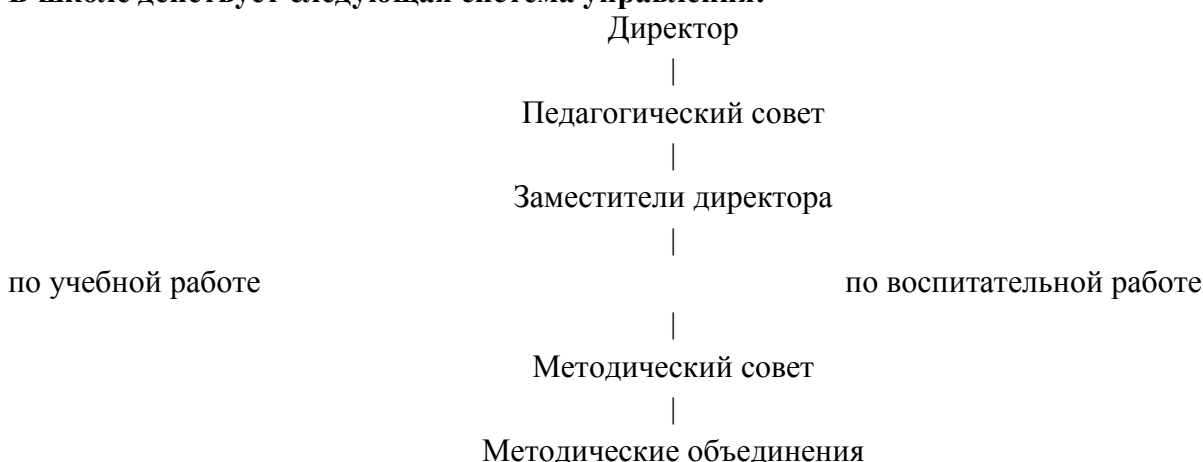 В школе действует следующая система управления:
Директор
|
Педагогический совет
|
Заместители директора
|
по учебной работе по воспитательной работе
|
Методический совет
|
Методические объединения